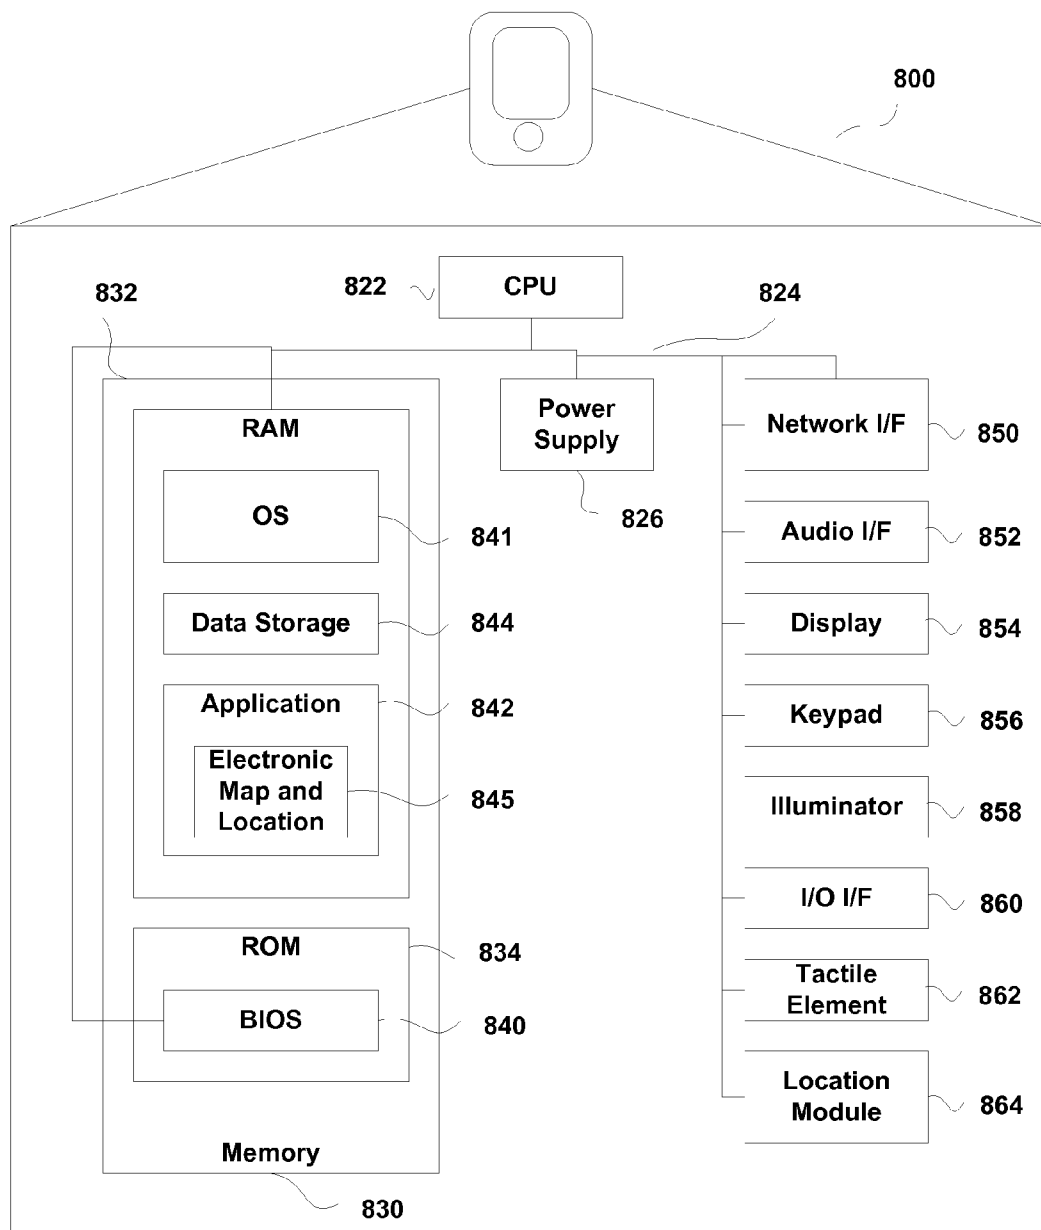 800
832
822
CPU
824
RAM
Power
Supply
Network I/F
850
OS
826
841
Audio I/F
852
Data Storage
844
Display
854
Application
842
Keypad
856
Electronic
Map and
Location
845
Illuminator
858
I/O I/F
860
ROM
834
Tactile
Element
862
BIOS
840
Location
Module
864
Memory
830